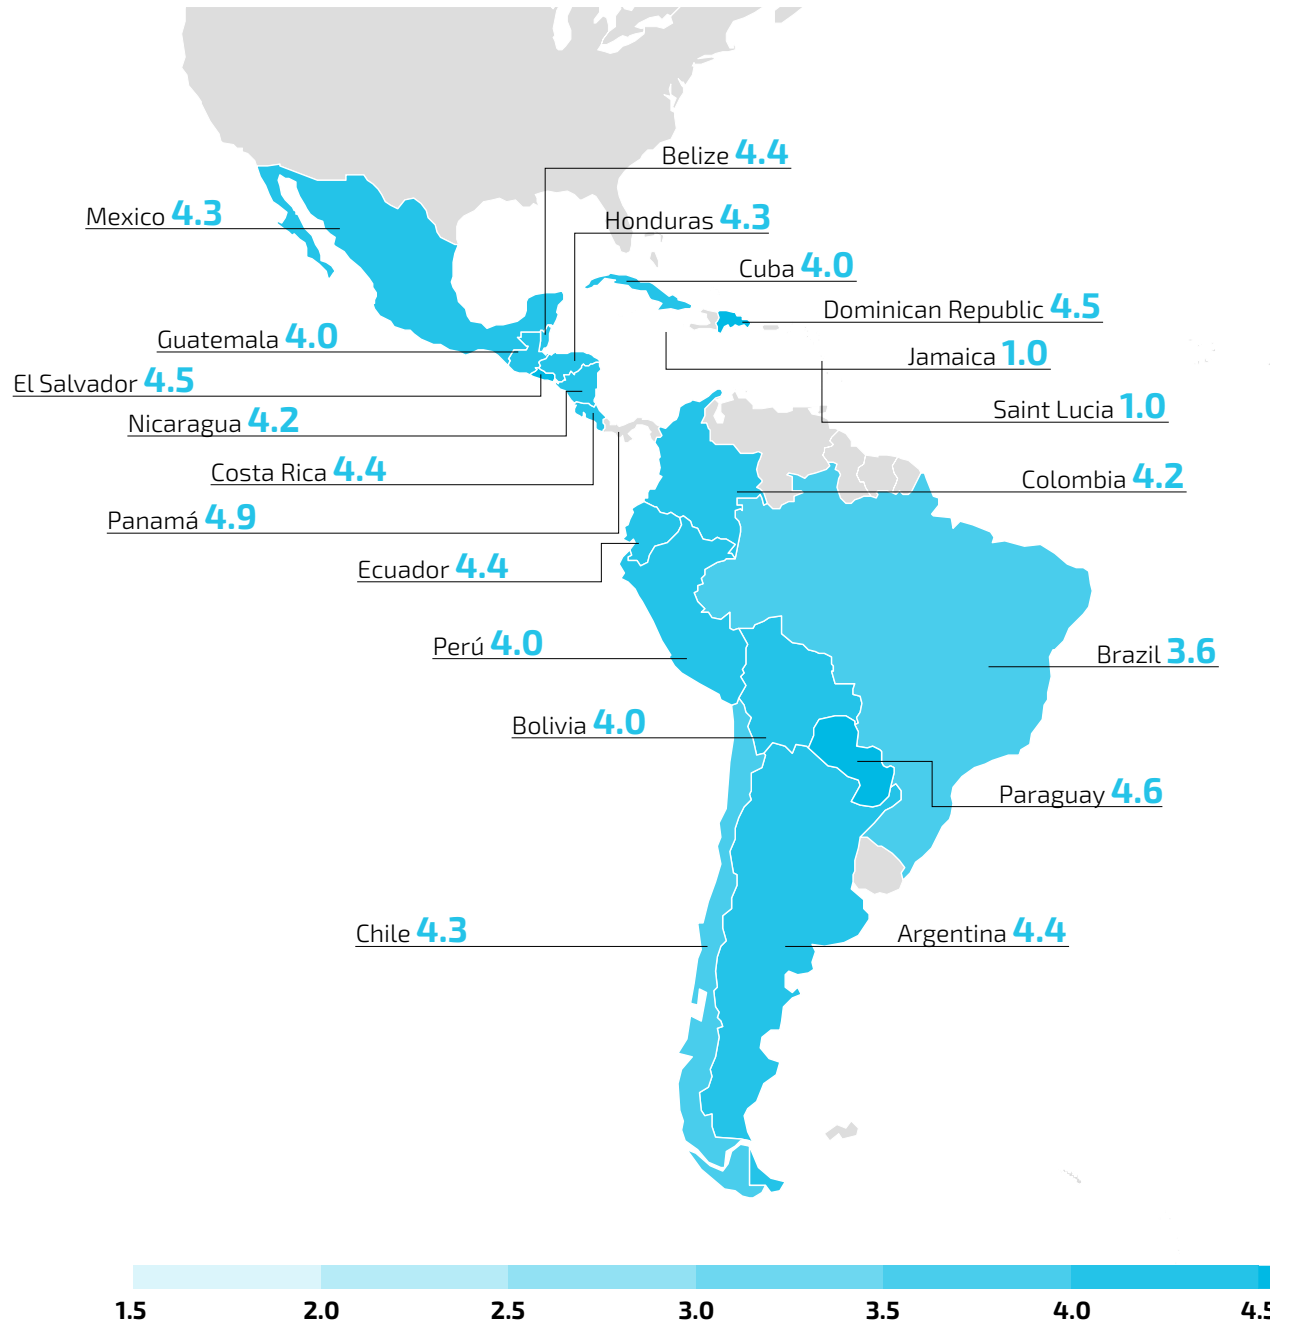 Belize 4.4
Mexico 4.3
Honduras 4.3
Cuba 4.0
Dominican Republic 4.5
Guatemala 4.0
Jamaica 1.0
El Salvador 4.5
Saint Lucia 1.0
Nicaragua 4.2
Costa Rica 4.4
Colombia 4.2
Panamá 4.9
Ecuador 4.4
Perú 4.0
Brazil 3.6
Bolivia 4.0
Paraguay 4.6
Chile 4.3
Argentina 4.4
1.5 2.0 2.5 3.0 3.5 4.0 4.5